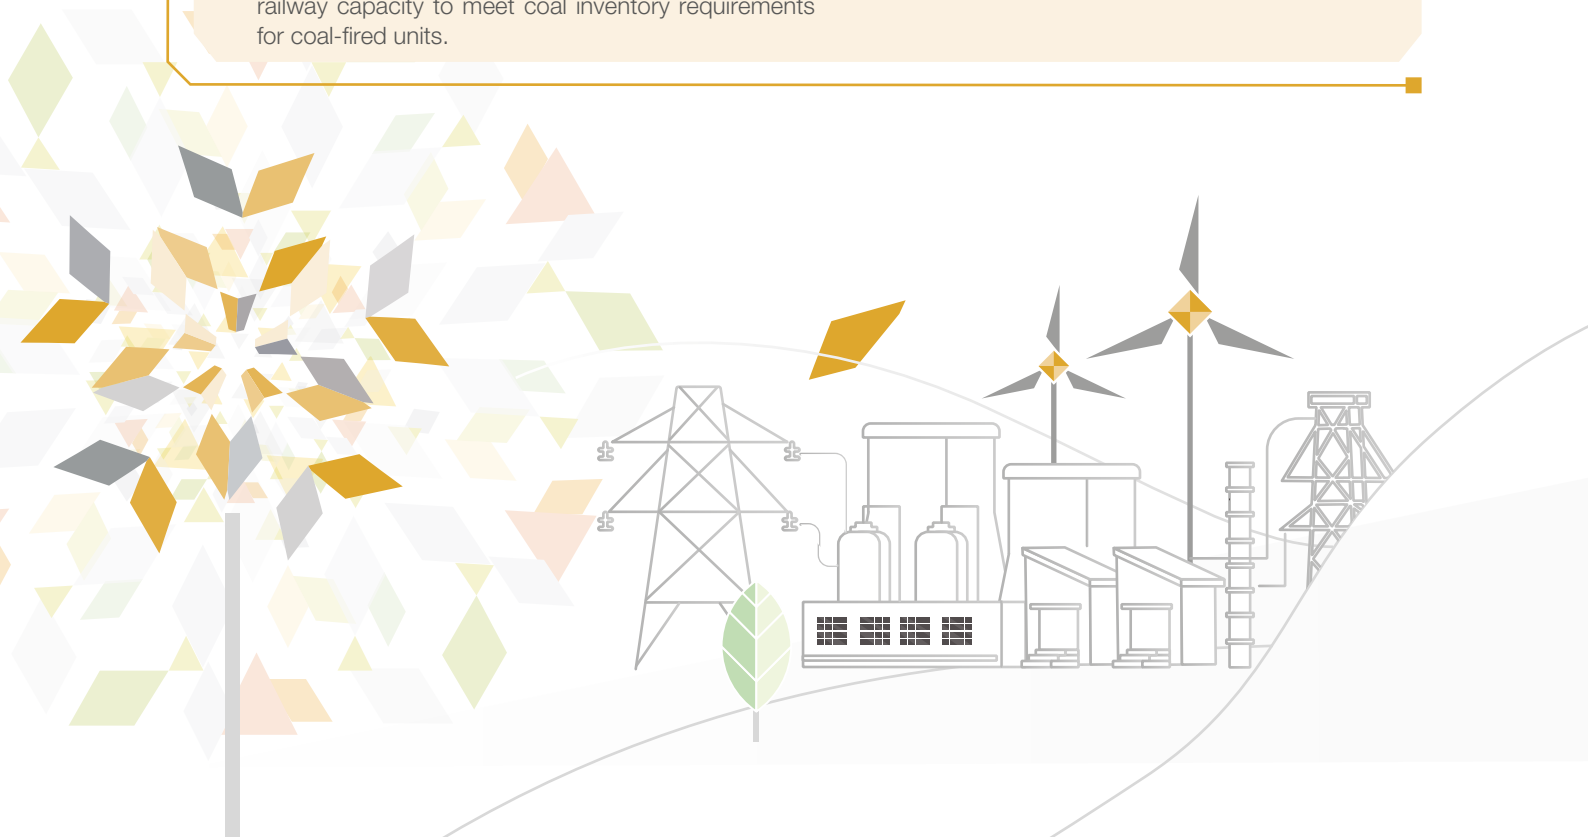 railway capacity to meet coal inventory requirements
for coal-fired units.